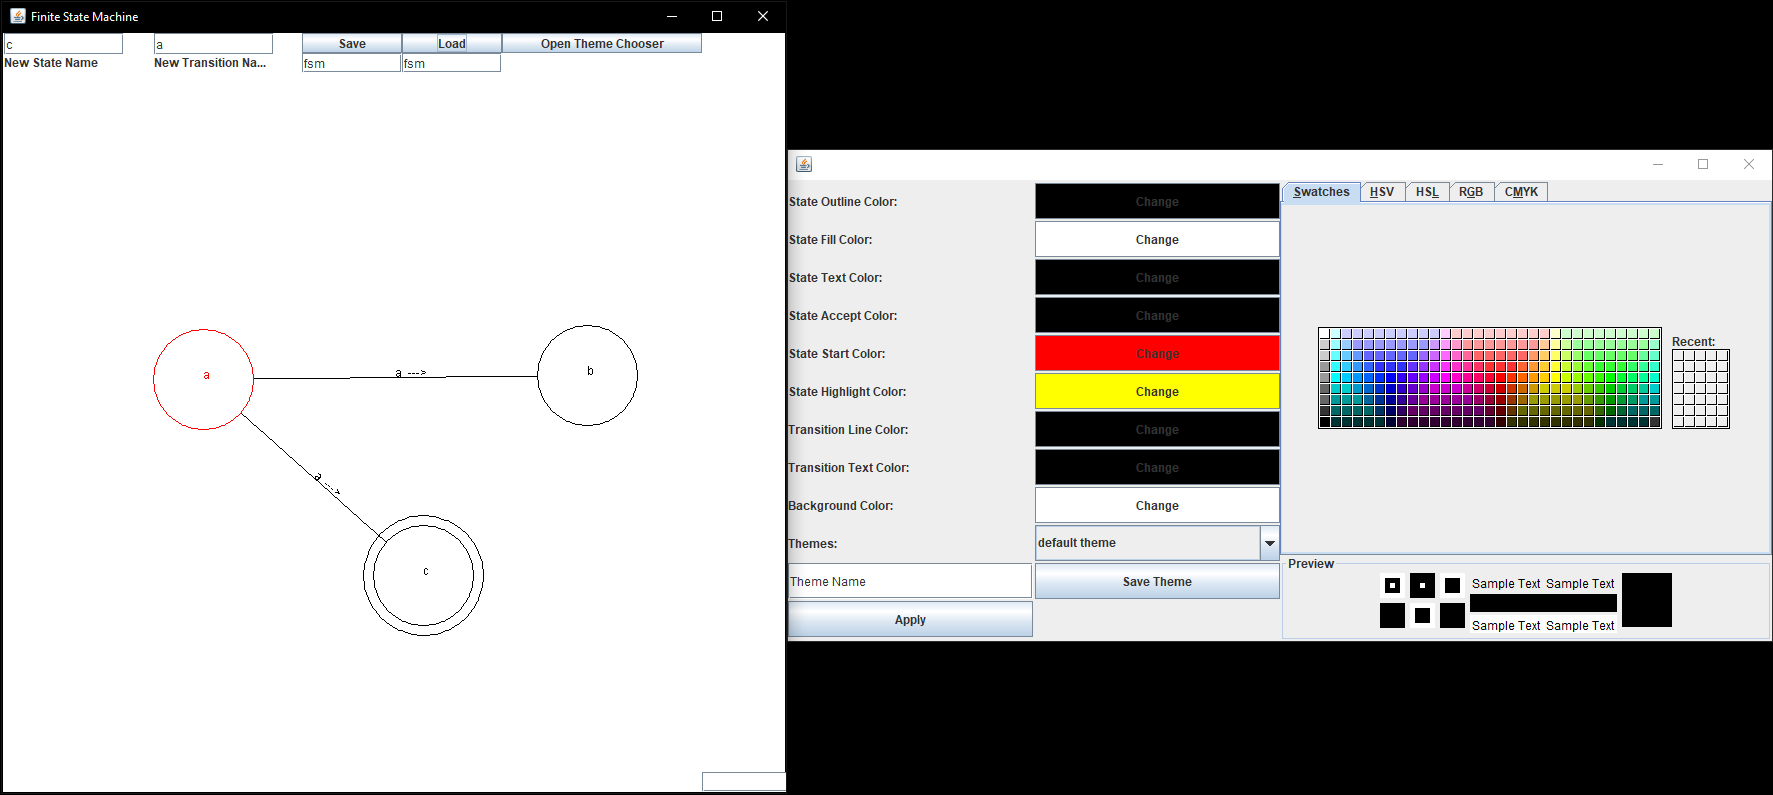 Finite State Machine
c
a
Save
Load
Open Theme Chooser
New State Name
New Transition Na...
fsm
fsm
a
a --->
b
a --->
c
State Outline Color:
Change
State Fill Color:
Change
State Text Color:
Change
State Accept Color:
Change
State Start Color:
Change
State Highlight Color:
Change
Transition Line Color:
Change
Transition Text Color:
Change
Background Color:
Change
Themes:
default theme
Theme Name
Save Theme
Apply
Swatches
HSV
HSL
RGB
CMYK
Recent:
Preview
Sample Text Sample Text
Sample Text Sample Text